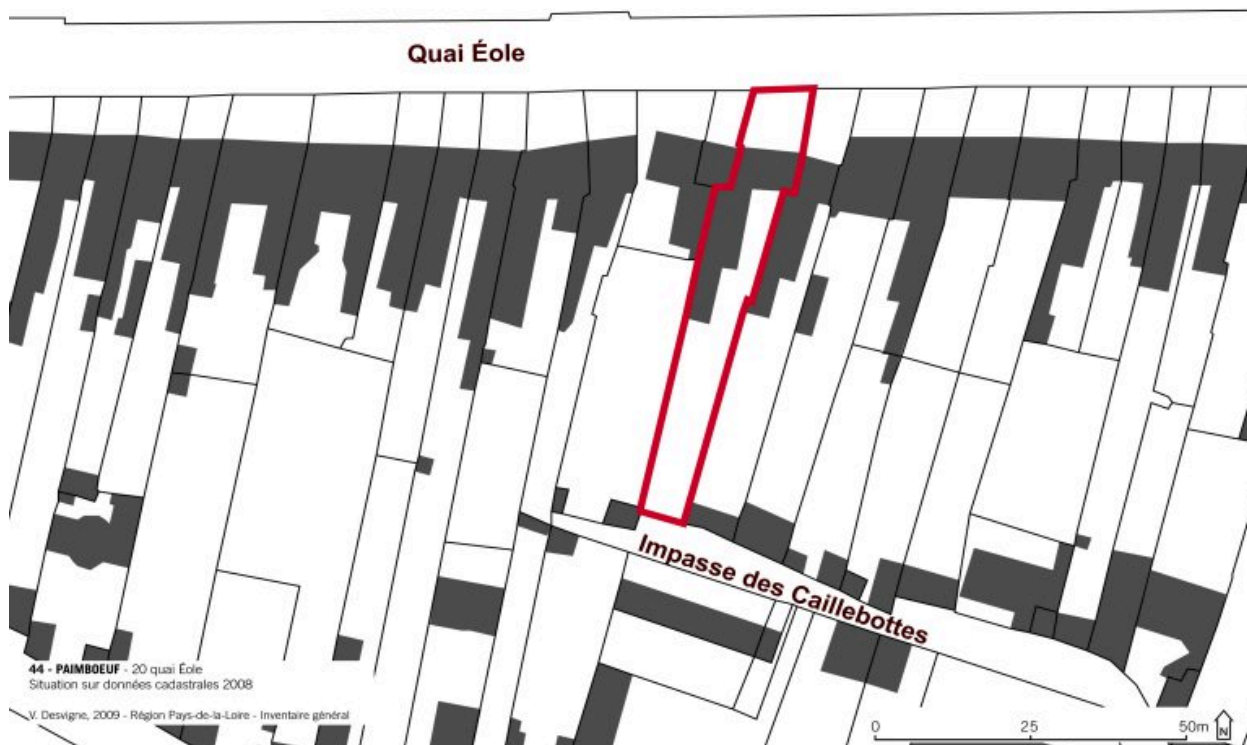 Quai Éole
Impasse des Caillebottes
44 - PAIMBOEUF - 20 quai Éole
Situation sur données cadastrales 2008
V. Desvigne, 2009 - Région Pays-de-la-Loire - Inventaire général
0 25 50m
N